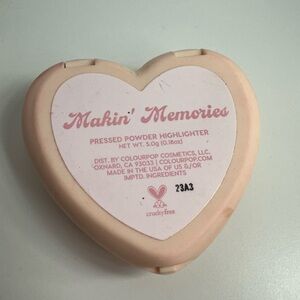 Makin' Memories
PRESSED POWDER HIGHLIGHTER
NET WT. 5.0g (0.18oz)
DIST. BY COLOURPOP COSMETICS, LLC.
OXNARD, CA 93033 | COLOURPOP.COM
MADE IN THE USA OF US &/OR
IMPTD. INGREDIENTS
23A3
crueltyfree